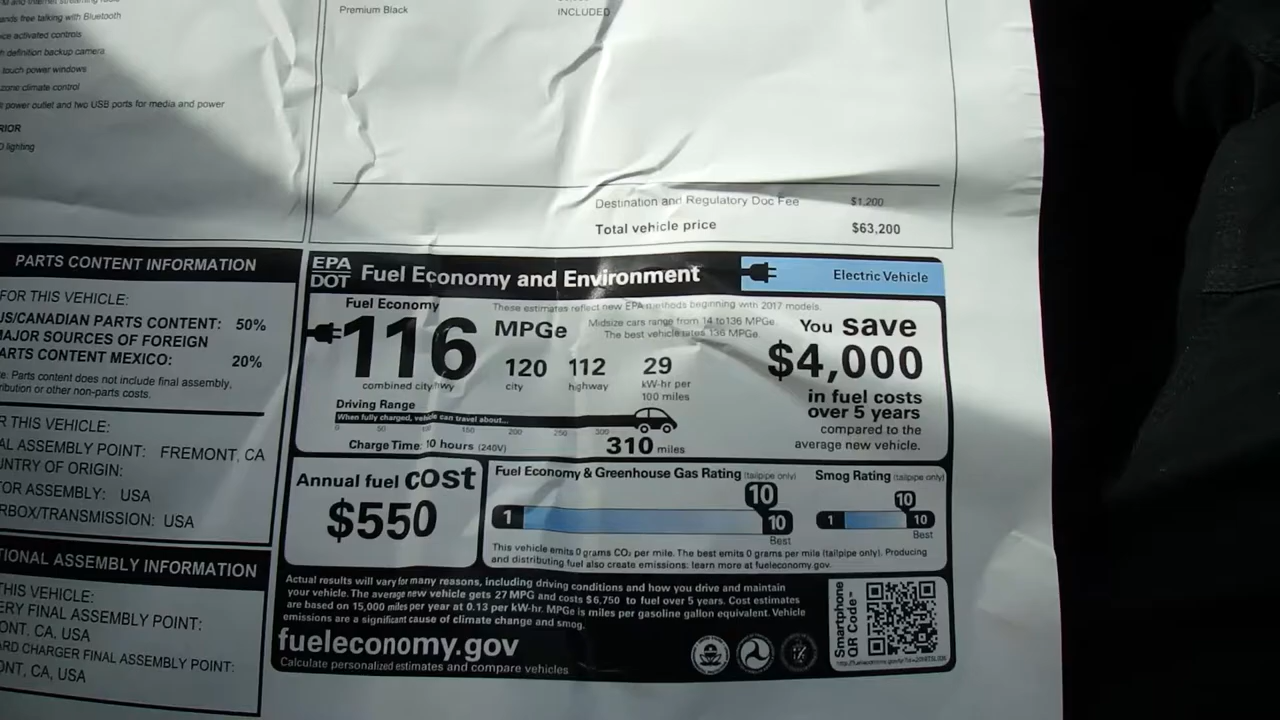 ands free talking with Bluetooth
activated controls
definition backup camera
touch power windows
zone climate control
power outlet and two USB ports for media and power
RIOR
lighting
Premium Black
INCLUDED
Destination and Regulatory Doc Fee $1,200
Total vehicle price $63,200
PARTS CONTENT INFORMATION
FOR THIS VEHICLE:
US/CANADIAN PARTS CONTENT: 50%
MAJOR SOURCES OF FOREIGN
ARTS CONTENT MEXICO: 20%
e. Parts content does not include final assembly,
ribution or other non-parts costs.
R THIS VEHICLE:
AL ASSEMBLY POINT: FREMONT, CA
UNTRY OF ORIGIN:
TOR ASSEMBLY: USA
RBOX/TRANSMISSION: USA
TIONAL ASSEMBLY INFORMATION
THIS VEHICLE:
ERY FINAL ASSEMBLY POINT:
ONT, CA. USA
ARD CHARGER FINAL ASSEMBLY POINT:
ONT, CA, USA
EPA
DOT
Fuel Economy and Environment
Electric Vehicle
Fuel Economy
These estimates reflect new EPA methods beginning with 2017 models.
116 MPGe
Midsize cars range from 14 to 136 MPGe.
The best vehicle rates 136 MPGe.
combined city/hwy
120 112 29
city highway kW-hr per
100 miles
You save
$4,000
in fuel costs
over 5 years
compared to the
average new vehicle.
Driving Range
When fully charged, vehicle can travel about...
0 50 100 150 200 250 300
310 miles
Charge Time: 10 hours (240V)
Annual fuel cost
$550
Fuel Economy & Greenhouse Gas Rating (tailpipe only)
10
1 10
Best
Smog Rating (tailpipe only)
10
1 10
Best
This vehicle emits 0 grams CO₂ per mile. The best emits 0 grams per mile (tailpipe only). Producing
and distributing fuel also create emissions: learn more at fueleconomy.gov.
Actual results will vary for many reasons, including driving conditions and how you drive and maintain
your vehicle. The average new vehicle gets 27 MPG and costs $6,750 to fuel over 5 years. Cost estimates
are based on 15,000 miles per year at 0.13 per kW-hr. MPGe is miles per gasoline gallon equivalent. Vehicle
emissions are a significant cause of climate change and smog.
fueleconomy.gov
Calculate personalized estimates and compare vehicles
Smartphone
QR Code™